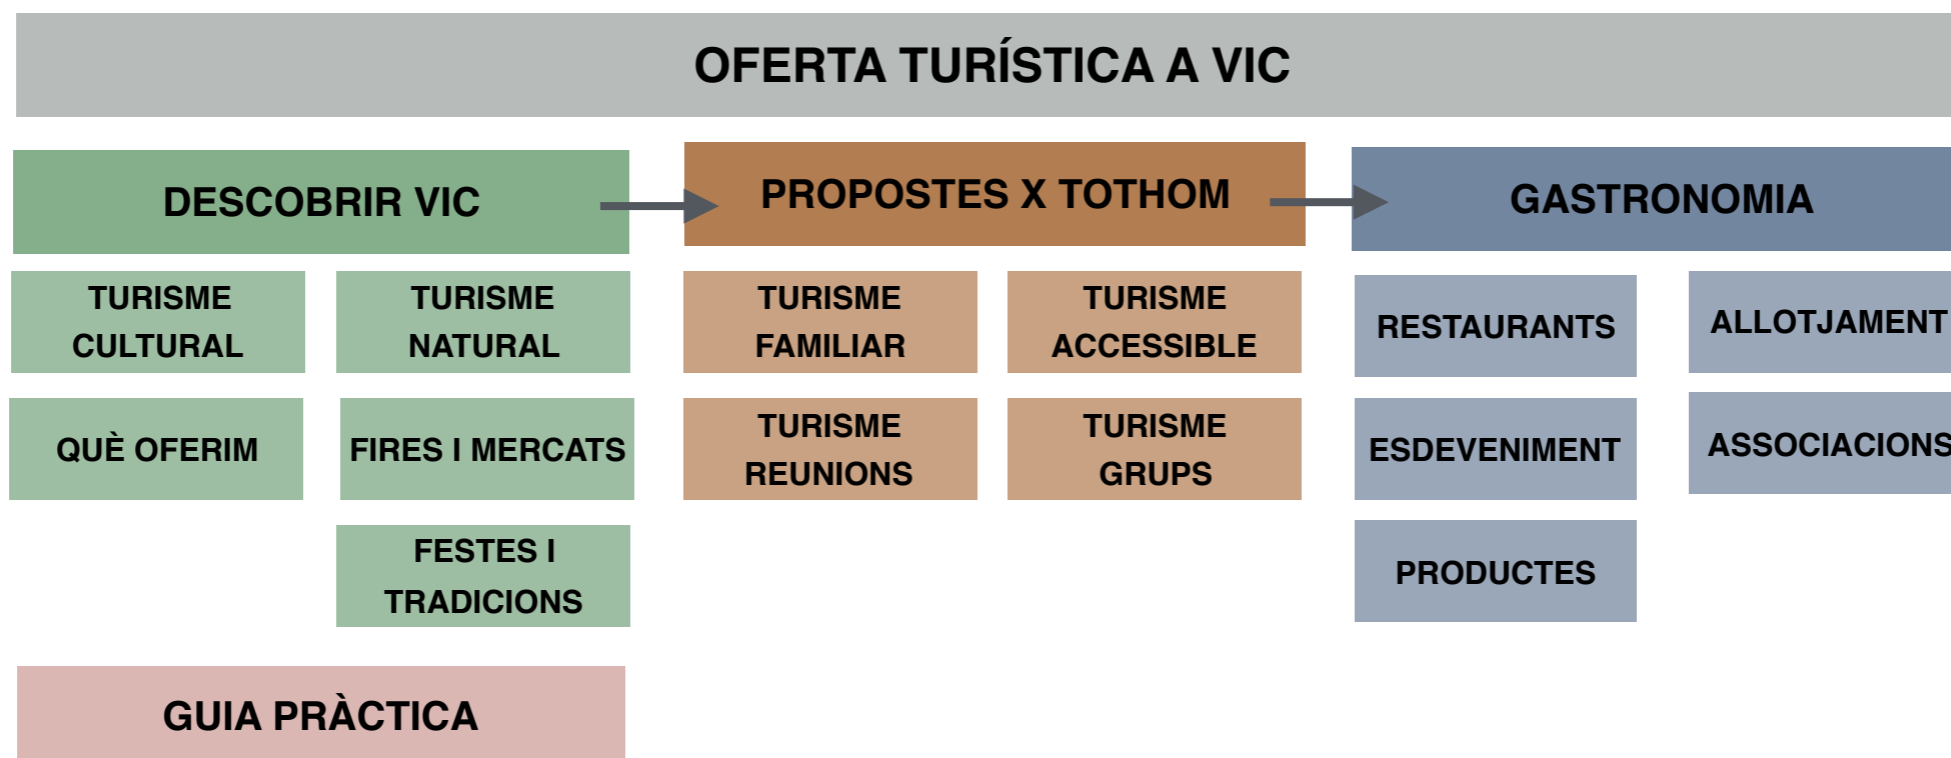 OFERTA TURÍSTICA A VIC
DESCOBRIR VIC
PROPOSTES X TOTHOM
GASTRONOMIA
TURISME
CULTURAL
TURISME
NATURAL
QUÈ OFERIM
FIRES I MERCATS
FESTES I
TRADICIONS
TURISME
FAMILIAR
TURISME
ACCESSIBLE
TURISME
REUNIONS
TURISME
GRUPS
RESTAURANTS
ALLOTJAMENT
ESDEVENIMENT
ASSOCIACIONS
PRODUCTES
GUIA PRÀCTICA